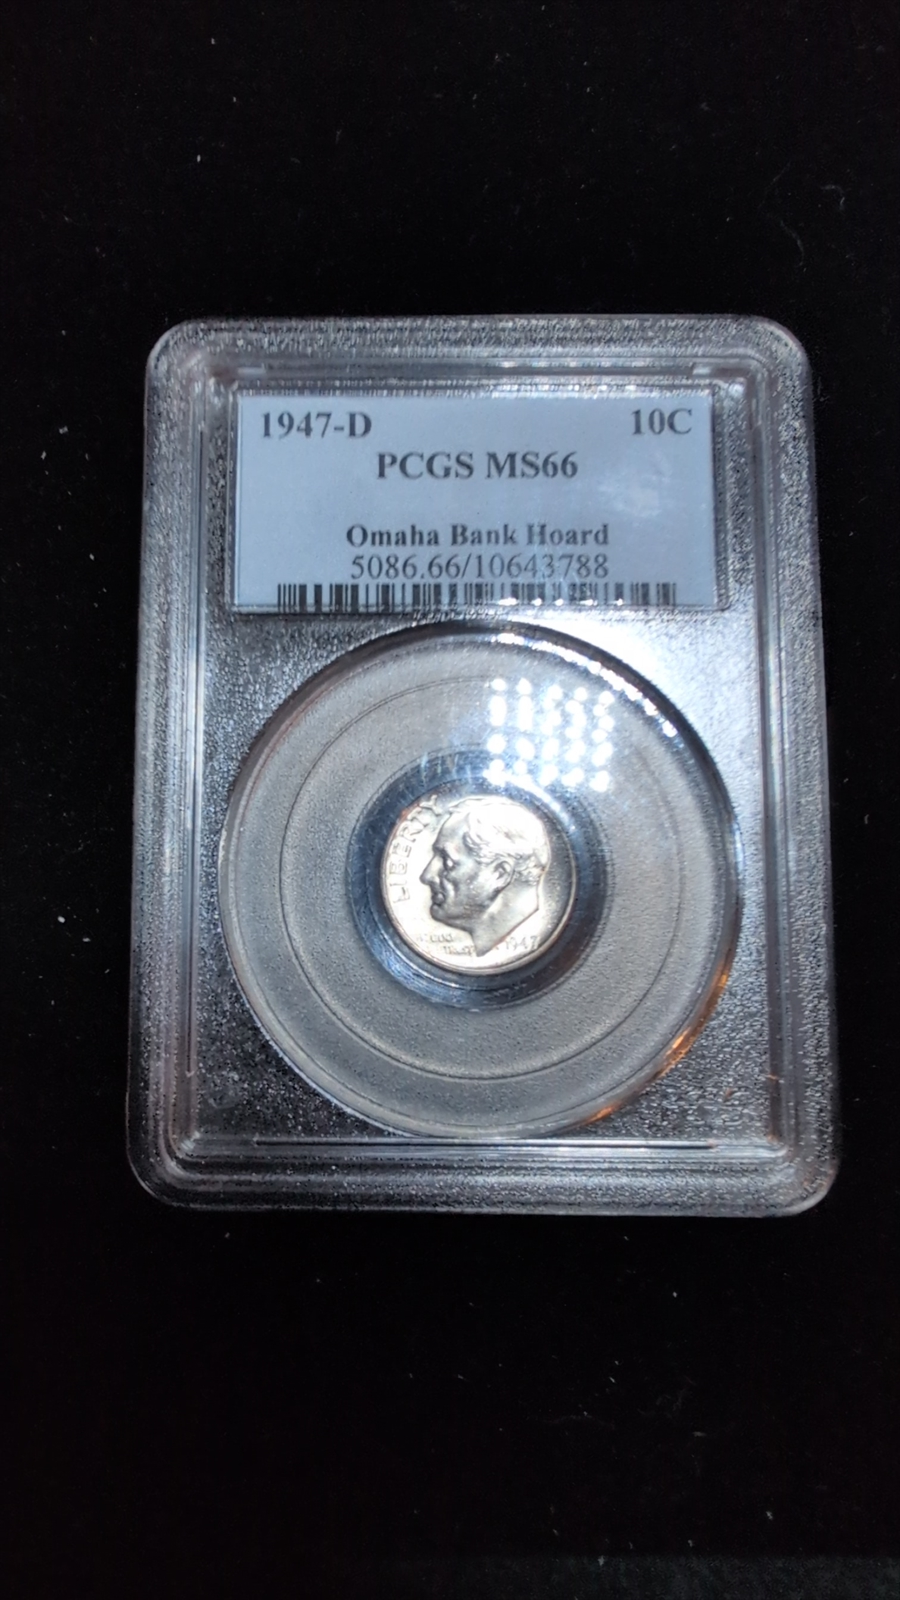 1947-D 10C
PCGS MS66
Omaha Bank Hoard
5086.66/10643788
LIBERTY
1947